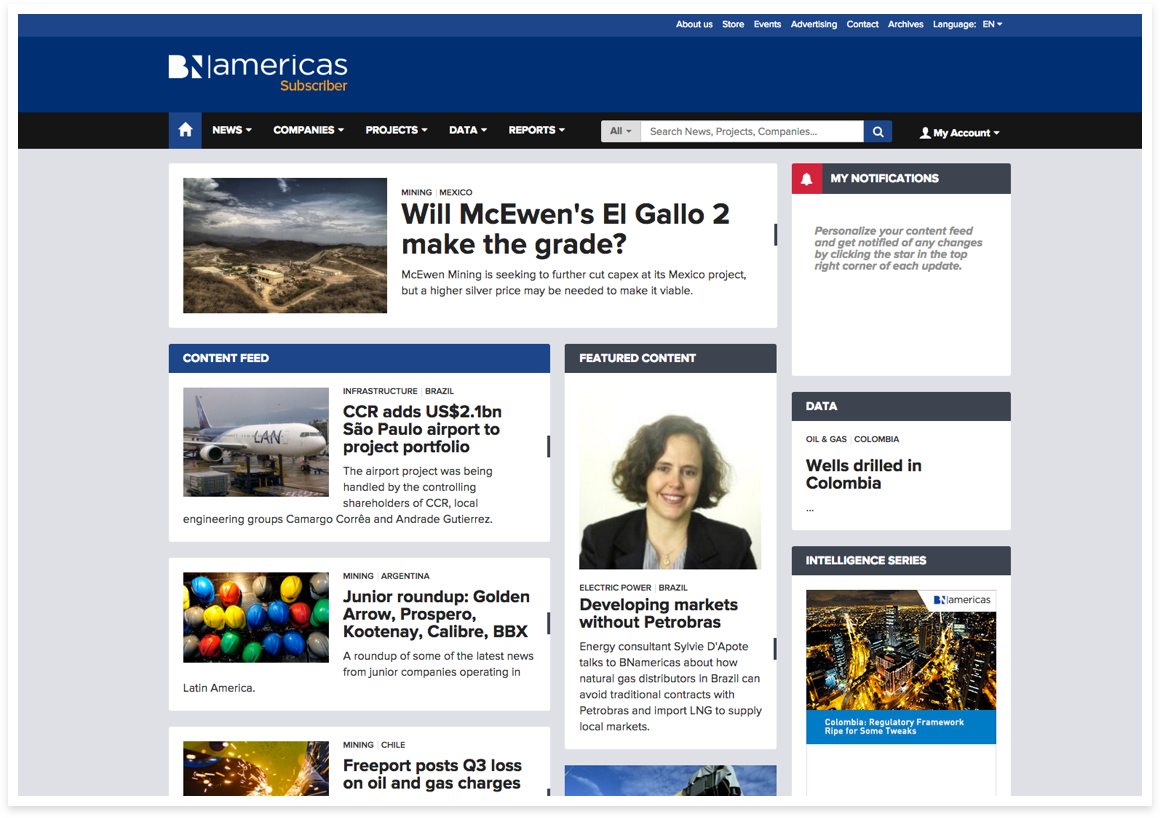 About us Store Events Advertising Contact Archives Language: EN
BN|americas
Subscriber
NEWS COMPANIES PROJECTS DATA REPORTS All Search News, Projects, Companies... My Account
MINING | MEXICO
Will McEwen's El Gallo 2
make the grade?
McEwen Mining is seeking to further cut capex at its Mexico project,
but a higher silver price may be needed to make it viable.
MY NOTIFICATIONS
Personalize your content feed
and get notified of any changes
by clicking the star in the top
right corner of each update.
CONTENT FEED
INFRASTRUCTURE | BRAZIL
CCR adds US$2.1bn
São Paulo airport to
project portfolio
The airport project was being
handled by the controlling
shareholders of CCR, local
engineering groups Camargo Corrêa and Andrade Gutierrez.
LAN
MINING | ARGENTINA
Junior roundup: Golden
Arrow, Prospero,
Kootenay, Calibre, BBX
A roundup of some of the latest news
from junior companies operating in
Latin America.
MINING | CHILE
Freeport posts Q3 loss
on oil and gas charges
FEATURED CONTENT
ELECTRIC POWER | BRAZIL
Developing markets
without Petrobras
Energy consultant Sylvie D'Apote
talks to BNamericas about how
natural gas distributors in Brazil can
avoid traditional contracts with
Petrobras and import LNG to supply
local markets.
DATA
OIL & GAS | COLOMBIA
Wells drilled in
Colombia
...
INTELLIGENCE SERIES
BN|americas
Colombia: Regulatory Framework
Ripe for Some Tweaks